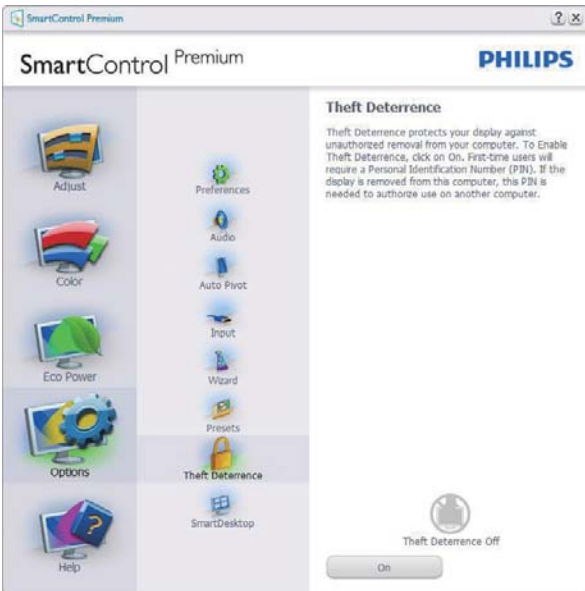 SmartControl Premium
? x
SmartControl Premium
PHILIPS
Adjust
Color
Eco Power
Options
Help
Preferences
Audio
Auto Pivot
Input
Wizard
Presets
Theft Deterrence
SmartDesktop
Theft Deterrence
Theft Deterrence protects your display against
unauthorized removal from your computer. To Enable
Theft Deterrence, click on On. First-time users will
require a Personal Identification Number (PIN). If the
display is removed from this computer, this PIN is
needed to authorize use on another computer.
Theft Deterrence Off
On